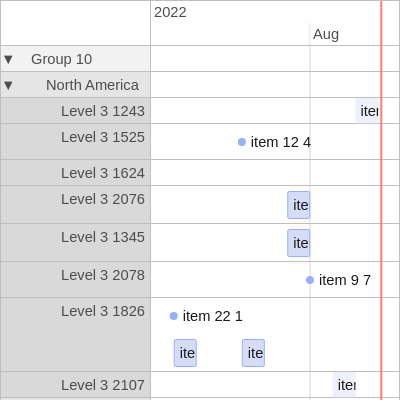 2022
Aug
▼ Group 10
▼ North America
Level 3 1243
ite
Level 3 1525
item 12 4
Level 3 1624
Level 3 2076
ite
Level 3 1345
ite
Level 3 2078
item 9 7
Level 3 1826
item 22 1
ite ite
Level 3 2107
ite